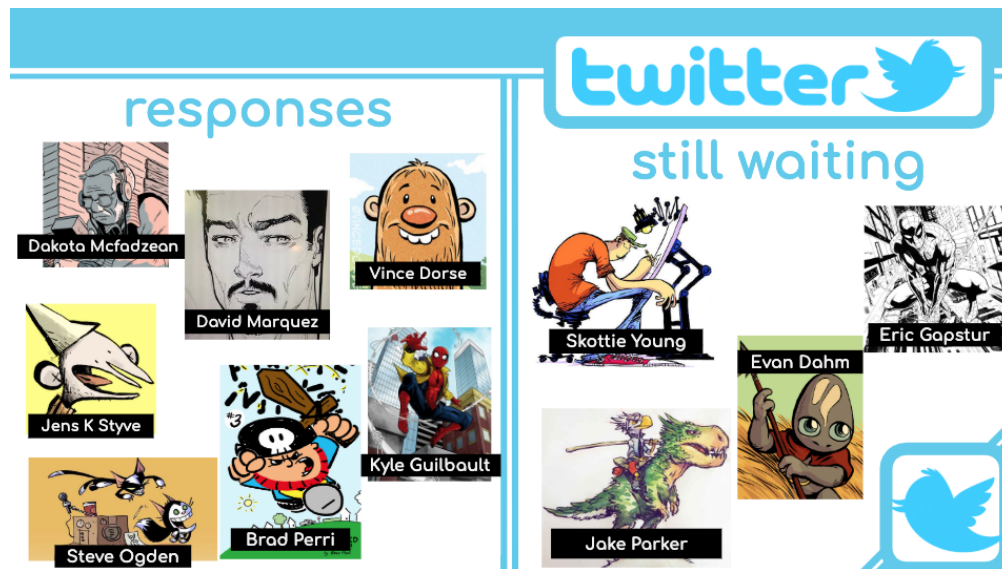 twitter
responses
still waiting
Dakota Mcfadzean
David Marquez
Vince Dorse
Jens K Styve
#3
Brad Perri
Kyle Guilbault
Steve Ogden
Skottie Young
Eric Gapstur
Evan Dahm
Jake Parker